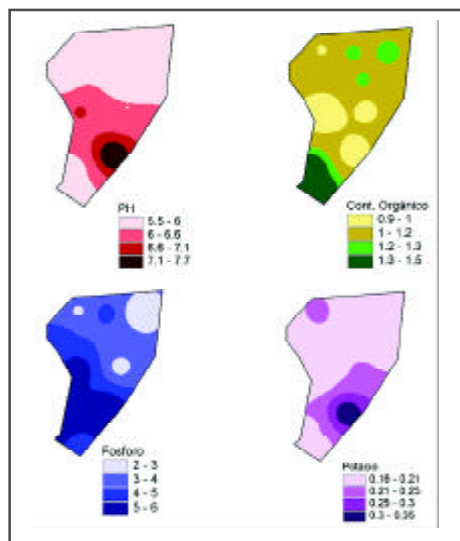 PH
5.5 - 6
6 - 6.6
6.6 - 7.1
7.1 - 7.7
Cont. Orgánico
0.9 - 1
1 - 1.2
1.2 - 1.3
1.3 - 1.5
Fosforo
2 - 3
3 - 4
4 - 5
5 - 6
Potasio
0.16 - 0.21
0.21 - 0.25
0.25 - 0.3
0.3 - 0.35